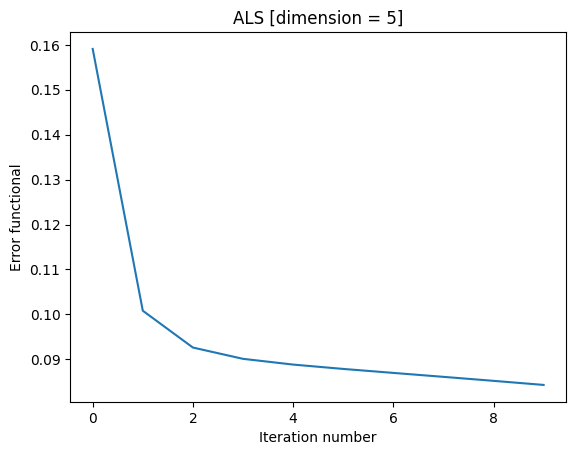 ALS [dimension = 5]
Error functional
0.16
0.15
0.14
0.13
0.12
0.11
0.10
0.09
0 2 4 6 8
Iteration number